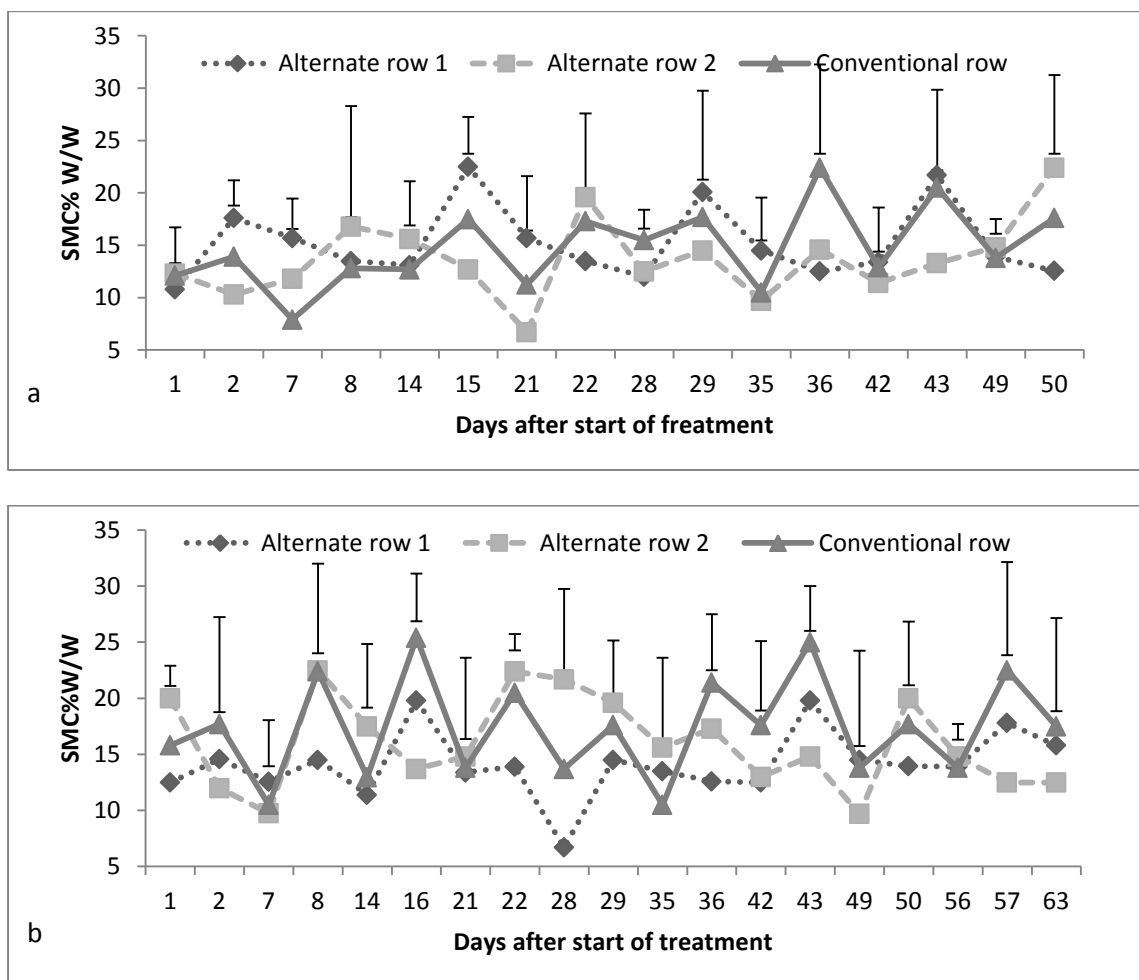 35
30
25
20
15
10
5
SMC% W/W
Alternate row 1 Alternate row 2 Conventional row
1 2 7 8 14 15 21 22 28 29 35 36 42 43 49 50
a
Days after start of freatment
35
30
25
20
15
10
5
SMC%W/W
Alternate row 1 Alternate row 2 Conventional row
1 2 7 8 14 16 21 22 28 29 35 36 42 43 49 50 56 57 63
b
Days after start of treatment